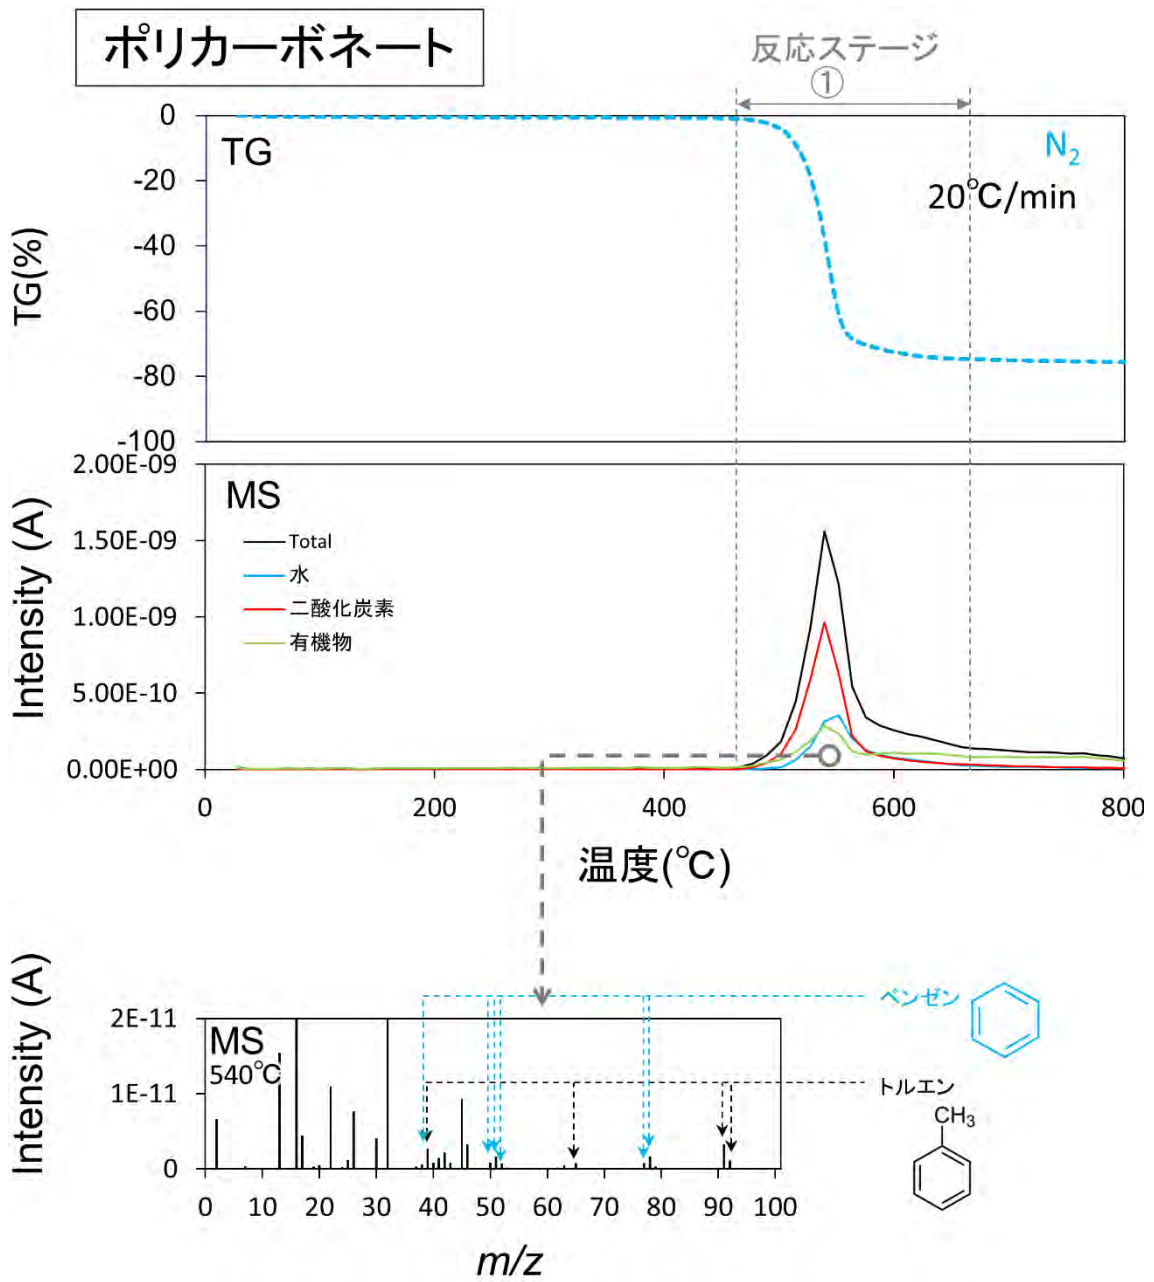 ポリカーボネート
反応ステージ
①
TG
N2
20℃/min
TG(%)
0
-20
-40
-60
-80
-100
MS
Total
水
二酸化炭素
有機物
Intensity (A)
2.00E-09
1.50E-09
1.00E-09
5.00E-10
0.00E+00
0 200 400 600 800
温度(℃)
Intensity (A)
2E-11
1E-11
0
MS
540℃
ベンゼン
トルエン
CH3
0 10 20 30 40 50 60 70 80 90 100
m/z